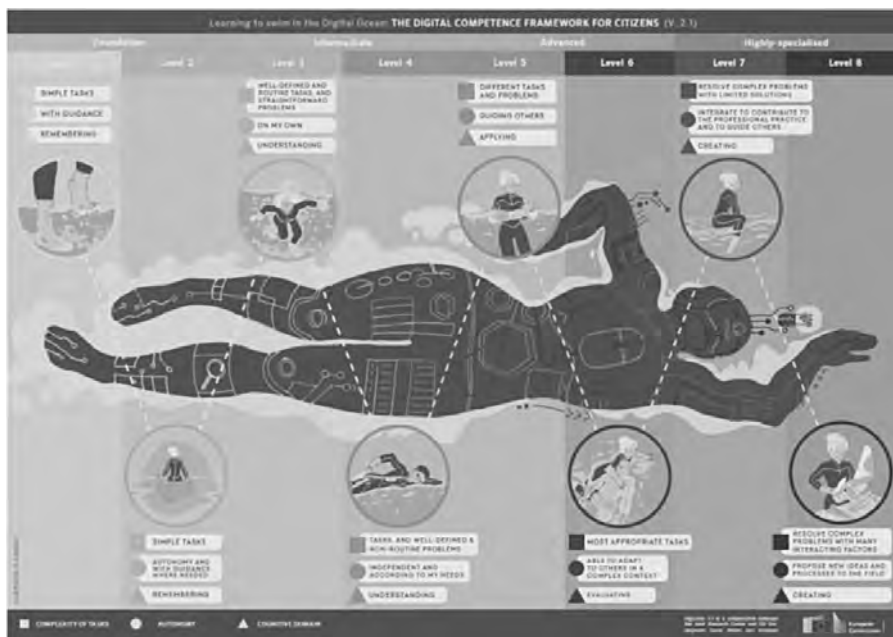 Learning to swim in the Digital Ocean: THE DIGITAL COMPETENCE FRAMEWORK FOR CITIZENS (V. 2.1)
Foundation Intermediate Advanced Highly-specialised
Level 2 Level 3 Level 4 Level 5 Level 6 Level 7 Level 8
SIMPLE TASKS
WITH GUIDANCE
REMEMBERING
WELL-DEFINED AND
ROUTINE TASKS, AND
STRAIGHTFORWARD
PROBLEMS
ON MY OWN
UNDERSTANDING
DIFFERENT TASKS
AND PROBLEMS
GUIDING OTHERS
APPLYING
RESOLVE COMPLEX PROBLEMS
WITH LIMITED SOLUTIONS
INTEGRATE TO CONTRIBUTE TO
THE PROFESSIONAL PRACTICE
AND TO GUIDE OTHERS
CREATING
SIMPLE TASKS
AUTONOMY AND
WITH GUIDANCE
WHERE NEEDED
REMEMBERING
TASKS, AND WELL-DEFINED &
NON-ROUTINE PROBLEMS
INDEPENDENT AND
ACCORDING TO MY NEEDS
UNDERSTANDING
MOST APPROPRIATE TASKS
ABLE TO ADAPT
TO OTHERS IN A
COMPLEX CONTEXT
EVALUATING
RESOLVE COMPLEX
PROBLEMS WITH MANY
INTERACTING FACTORS
PROPOSE NEW IDEAS AND
PROCESSES TO THE FIELD
CREATING
COMPLEXITY OF TASKS AUTONOMY COGNITIVE DOMAIN
European
Commission